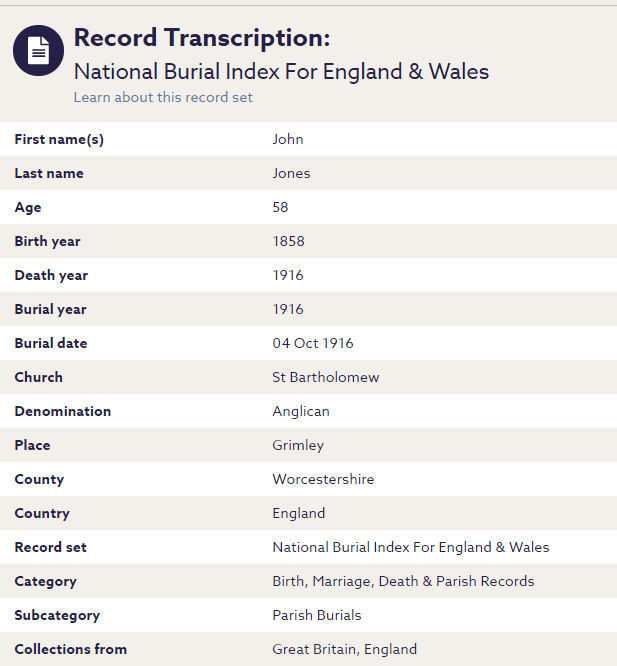 Record Transcription:
National Burial Index For England & Wales
Learn about this record set
First name(s) John
Last name Jones
Age 58
Birth year 1858
Death year 1916
Burial year 1916
Burial date 04 Oct 1916
Church St Bartholomew
Denomination Anglican
Place Grimley
County Worcestershire
Country England
Record set National Burial Index For England & Wales
Category Birth, Marriage, Death & Parish Records
Subcategory Parish Burials
Collections from Great Britain, England